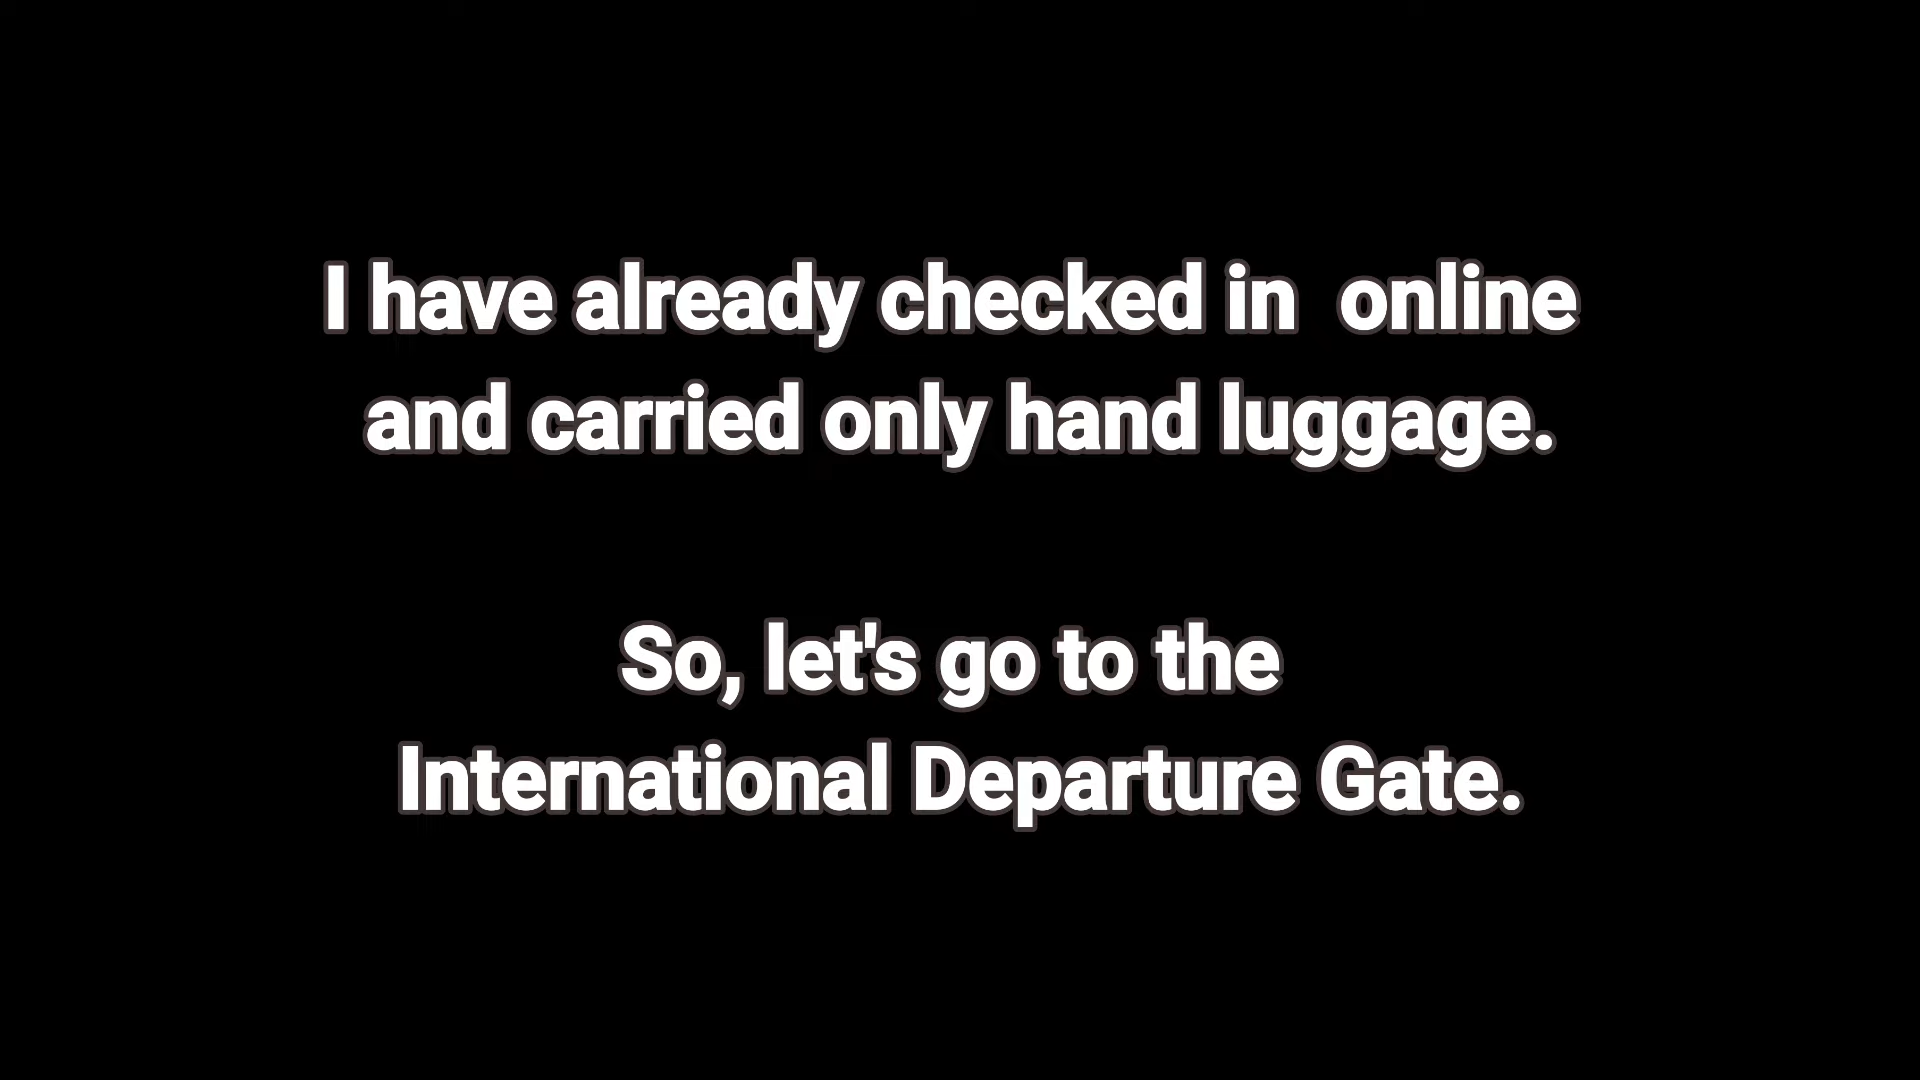 I have already checked in  online
and carried only hand luggage.
So, let's go to the
International Departure Gate.